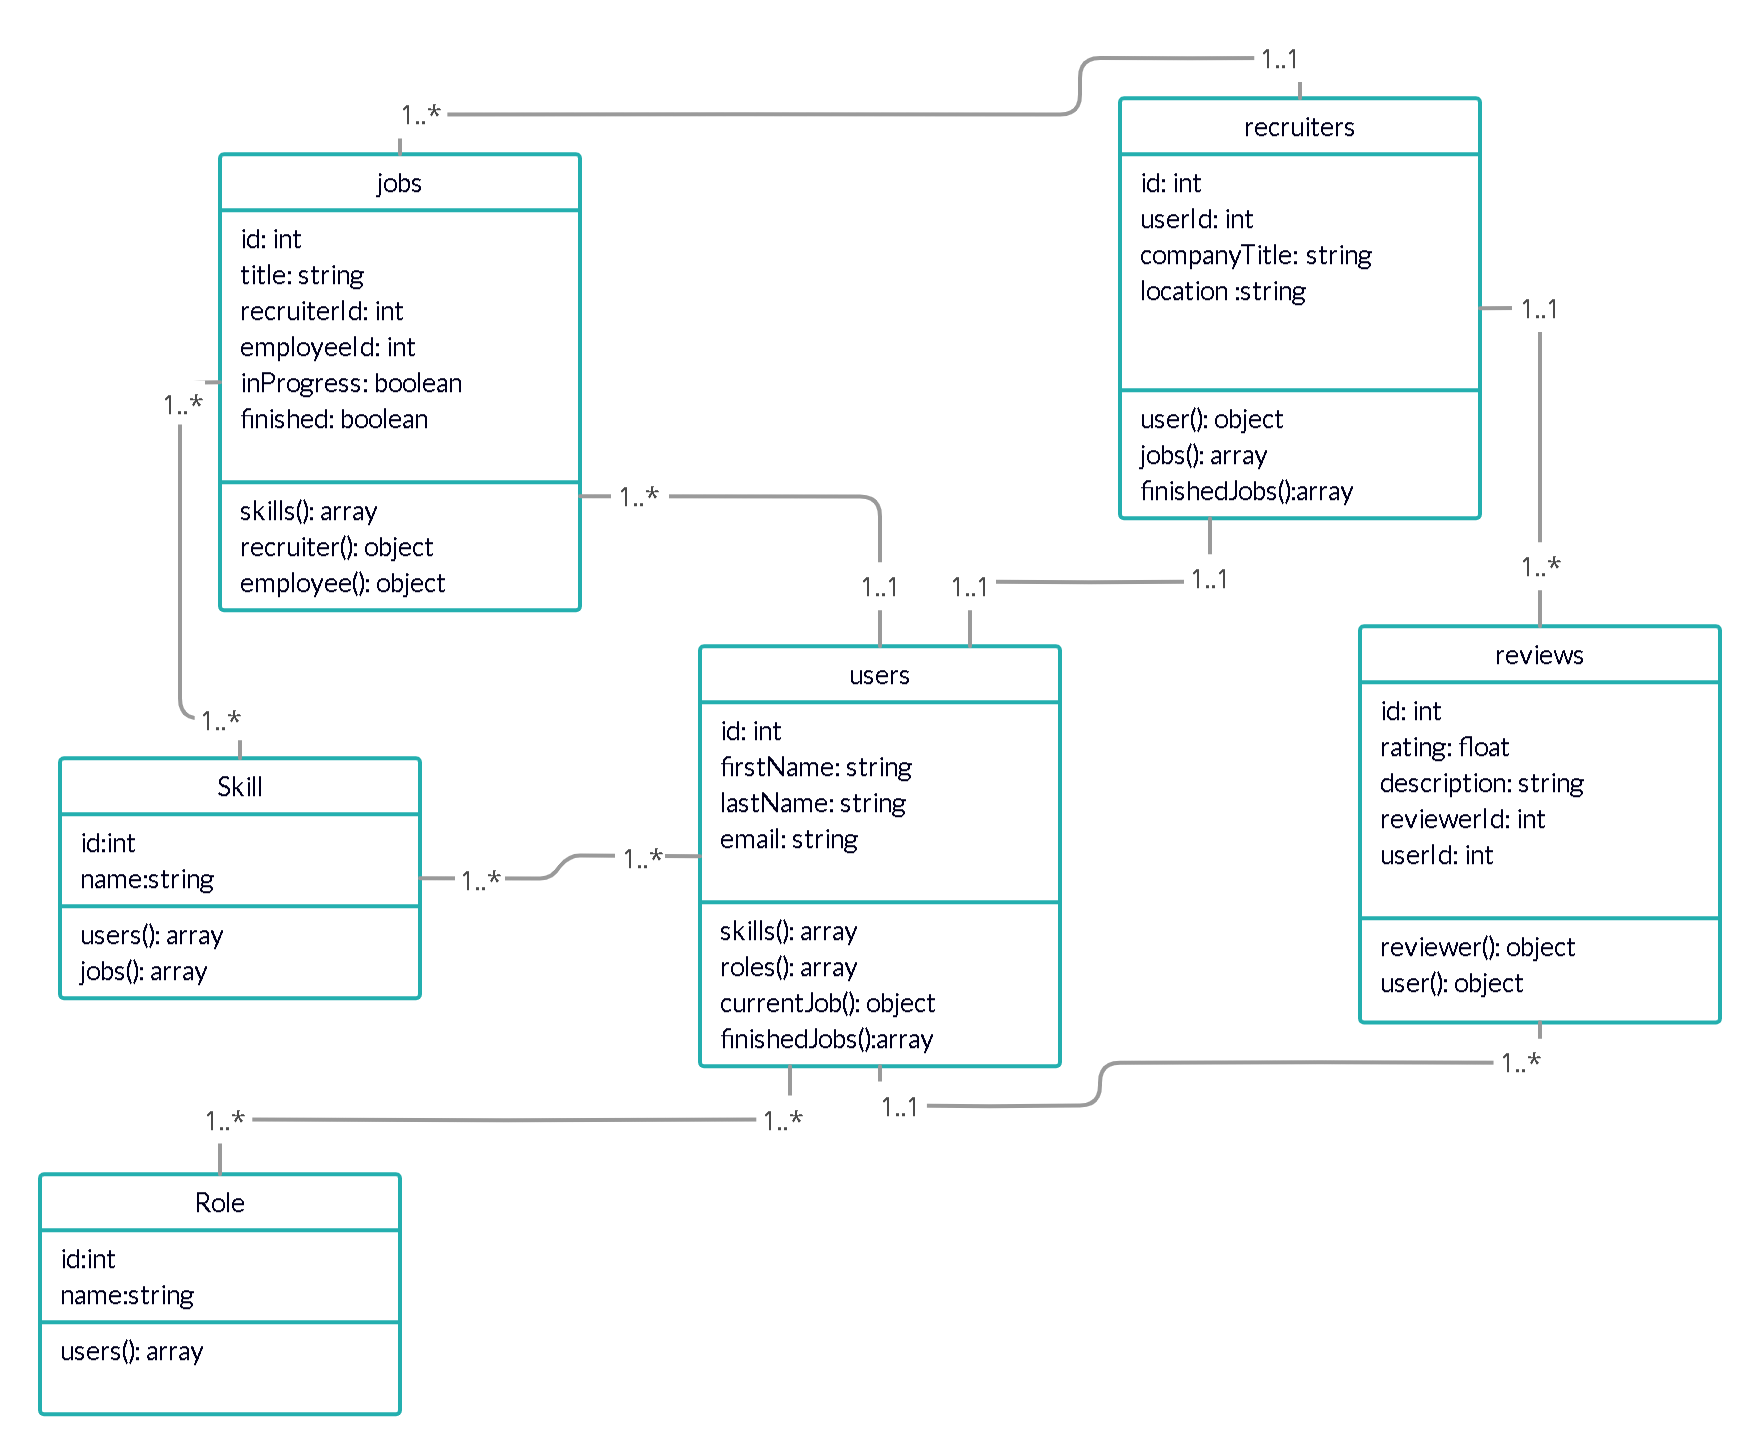 1..1
1..*
recruiters
id: int
userId: int
companyTitle: string
location :string
user(): object
jobs(): array
finishedJobs():array
jobs
id: int
title: string
recruiterId: int
employeeId: int
inProgress: boolean
finished: boolean
skills(): array
recruiter(): object
employee(): object
1..1
1..*
1..*
1..*
1..1
1..1
1..1
1..*
users
id: int
firstName: string
lastName: string
email: string
skills(): array
roles(): array
currentJob(): object
finishedJobs():array
reviews
id: int
rating: float
description: string
reviewerId: int
userId: int
reviewer(): object
user(): object
Skill
id:int
name:string
users(): array
jobs(): array
1..*
1..*
1..*
1..*
1..1
1..*
1..*
Role
id:int
name:string
users(): array